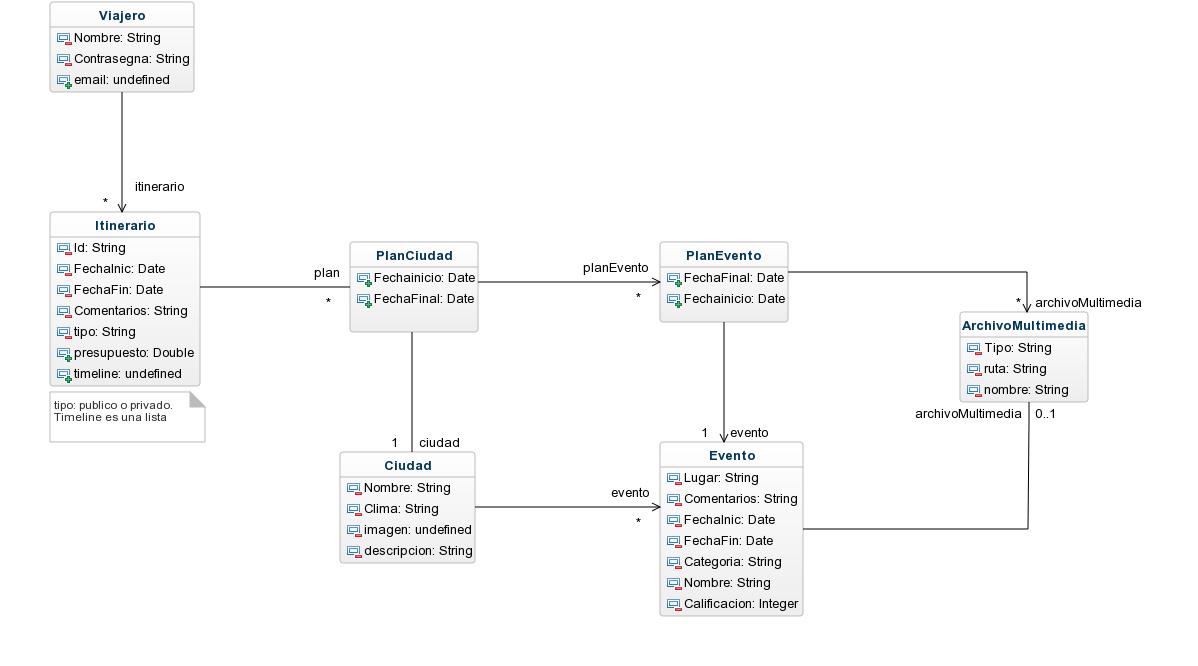 Viajero
Nombre: String
Contrasegna: String
email: undefined
itinerario
*
Itinerario
Id: String
FechaInic: Date
FechaFin: Date
Comentarios: String
tipo: String
presupuesto: Double
timeline: undefined
tipo: publico o privado.
Timeline es una lista
plan
*
PlanCiudad
Fechainicio: Date
FechaFinal: Date
planEvento
*
PlanEvento
FechaFinal: Date
Fechainicio: Date
* archivoMultimedia
ArchivoMultimedia
Tipo: String
ruta: String
nombre: String
archivoMultimedia 0..1
1 ciudad
Ciudad
Nombre: String
Clima: String
imagen: undefined
descripcion: String
evento
*
1 evento
Evento
Lugar: String
Comentarios: String
FechaInic: Date
FechaFin: Date
Categoria: String
Nombre: String
Calificacion: Integer